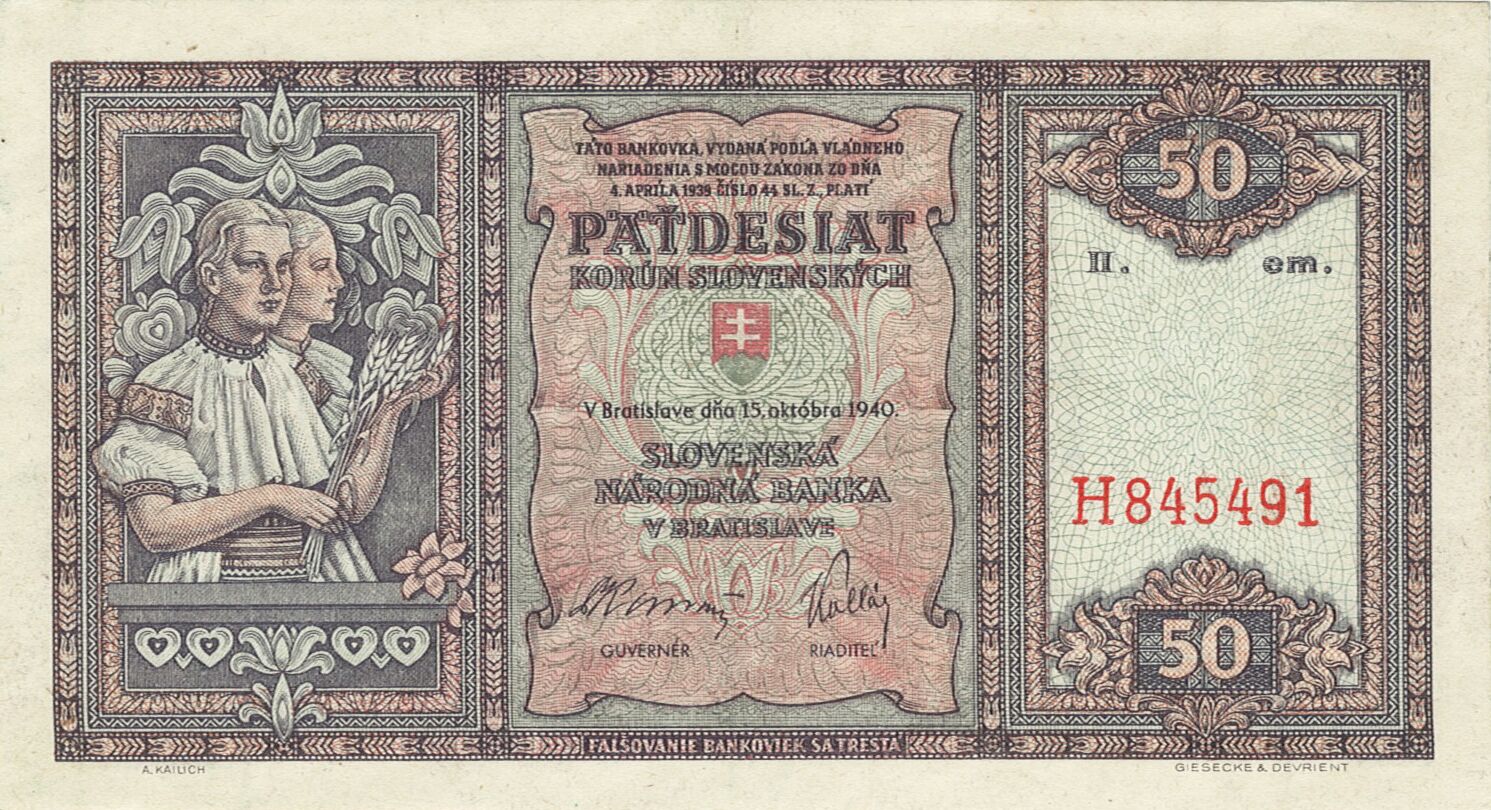 TÁTO BANKOVKA, VYDANÁ PODĽA VLÁDNEHO
NARIADENIA S MOCOU ZÁKONA ZO DŇA
4. APRÍLA 1939 ČÍSLO 44 SL. Z., PLATÍ
PÄŤDESIAT
KORÚN SLOVENSKÝCH
V Bratislave dňa 15. októbra 1940.
SLOVENSKÁ
NÁRODNÁ BANKA
V BRATISLAVE
GUVERNÉR
RIADITEĽ
FALŠOVANIE BANKOVIEK SA TRESTÁ
A. KAILICH
50
II. em.
H845491
50
GIESECKE & DEVRIENT